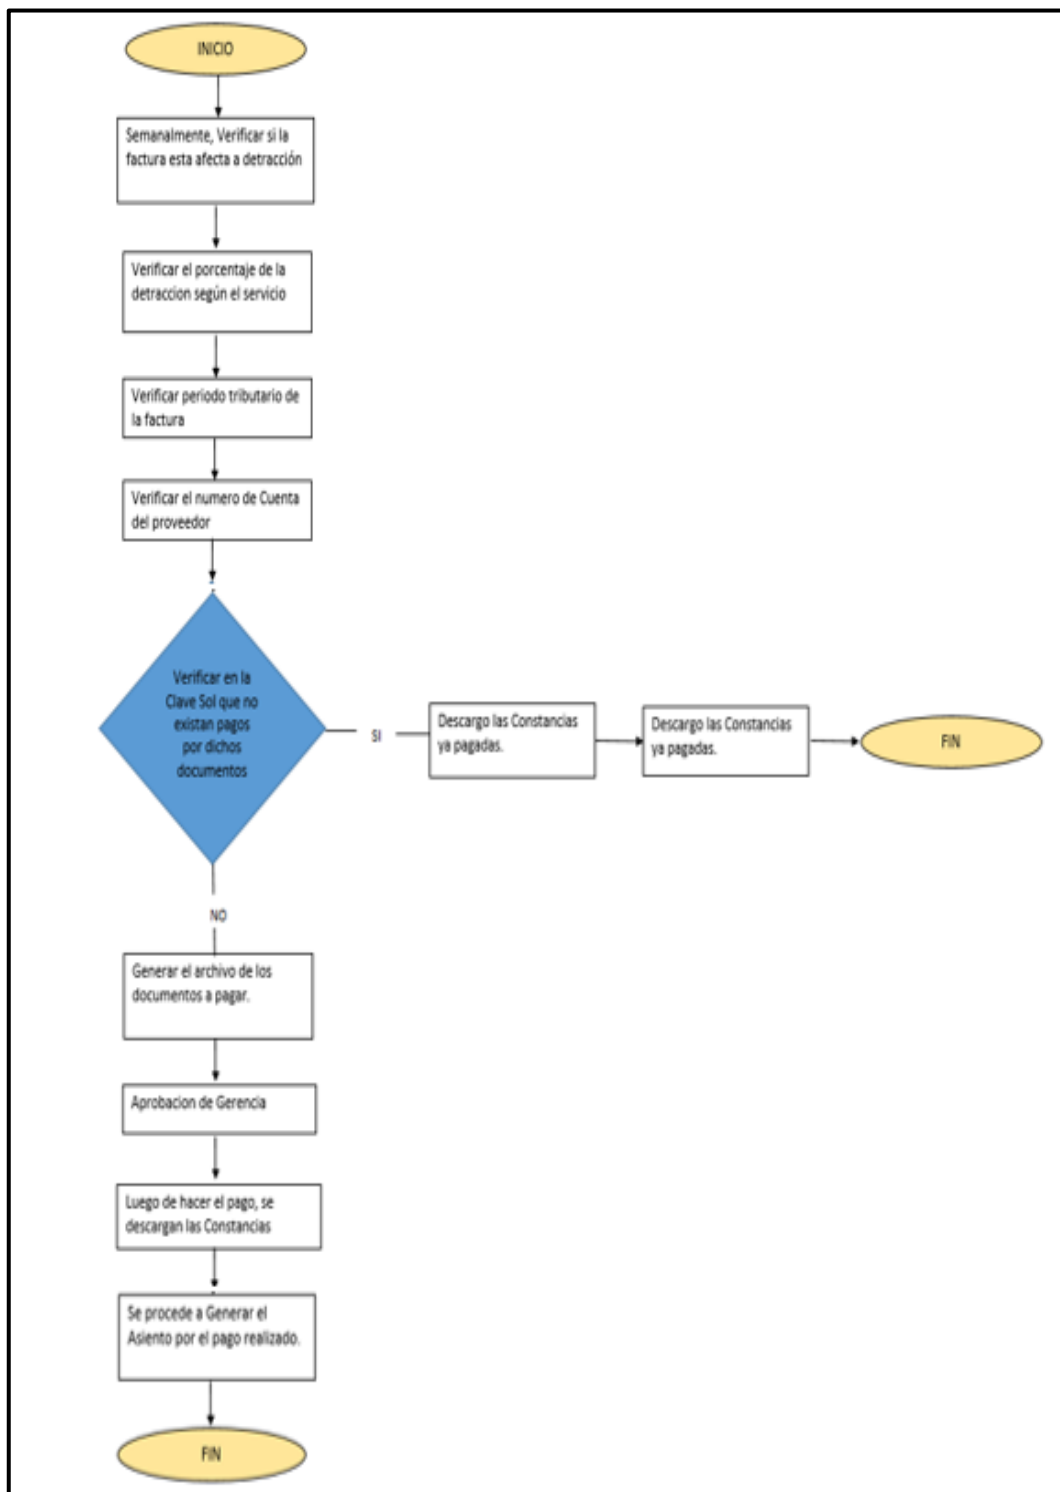 INICIO
Semanalmente, Verificar si la
factura esta afecta a detracción
Verificar el porcentaje de la
detraccion según el servicio
Verificar periodo tributario de
la factura
Verificar el numero de Cuenta
del proveedor
Verificar en la
Clave Sol que no
existan pagos
por dichos
documentos
SI
Descargo las Constancias
ya pagadas.
Descargo las Constancias
ya pagadas.
FIN
NO
Generar el archivo de los
documentos a pagar.
Aprobacion de Gerencia
Luego de hacer el pago, se
descargan las Constancias
Se procede a Generar el
Asiento por el pago realizado.
FIN